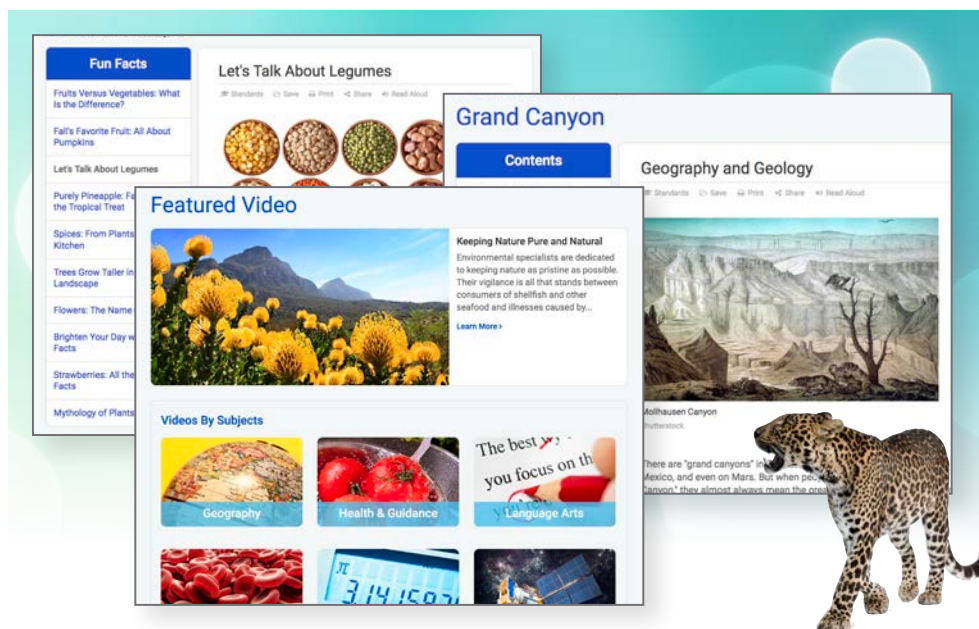 Fun Facts
Fruits Versus Vegetables: What
Is the Difference?
Fall's Favorite Fruit: All About
Pumpkins
Let's Talk About Legumes
Purely Pineapple:
the Tropical Treat
Spices: From Plants
Kitchen
Trees Grow Taller in
Landscape
Flowers: The Name
Brighten Your Day
Facts
Strawberries: All the
Facts
Mythology of Plants
Let's Talk About Legumes
Standards Save Print Share Read Aloud
Grand Canyon
Contents
Geography and Geology
Standards Save Print Share Read Aloud
Mollhausen Canyon
Shutterstock.
There are "grand canyons" in
Mexico, and even on Mars. But when
Canyon," they almost always mean the
Featured Video
Keeping Nature Pure and Natural
Environmental specialists are dedicated
to keeping nature as pristine as possible.
Their vigilance is all that stands between
consumers of shellfish and other
seafood and illnesses caused by...
Learn More >
Videos By Subjects
The best
you focus on
Geography
Health & Guidance
Language Arts
π
3.1415926